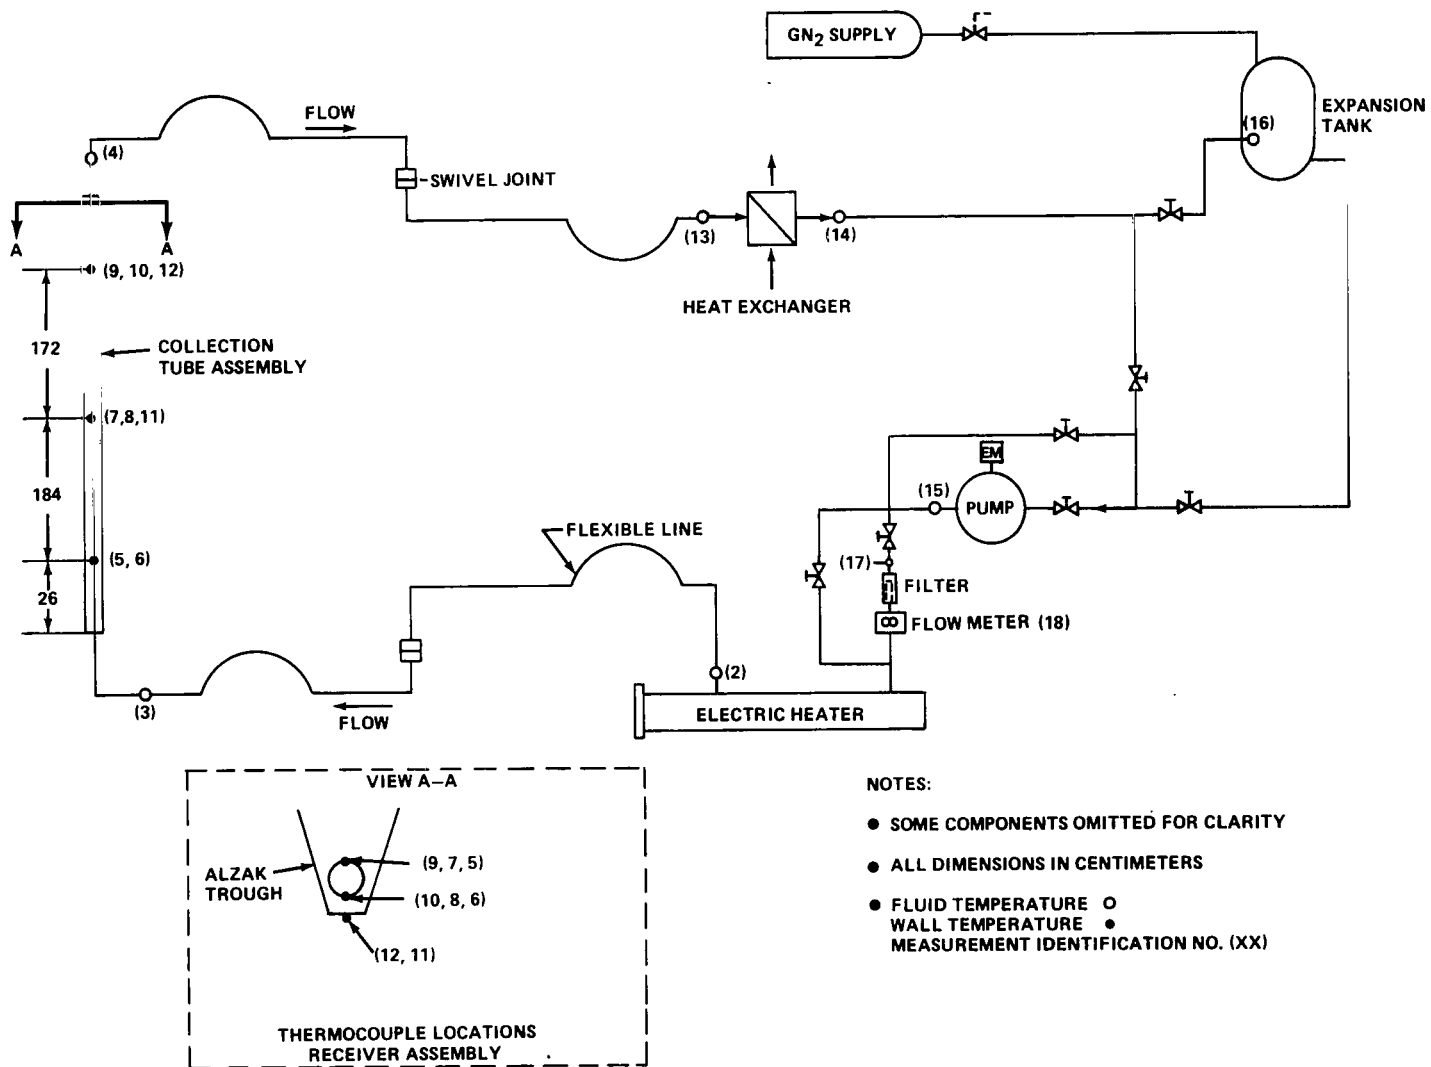 GN2 SUPPLY
EXPANSION
TANK
(16)
FLOW
(4)
SWIVEL JOINT
A
A
(13)
(14)
HEAT EXCHANGER
(9, 10, 12)
172
COLLECTION
TUBE ASSEMBLY
(7,8,11)
184
(5, 6)
26
(3)
FLOW
FLEXIBLE LINE
(2)
EM
(15)
PUMP
(17)
FILTER
FLOW METER (18)
ELECTRIC HEATER
VIEW A–A
ALZAK
TROUGH
(9, 7, 5)
(10, 8, 6)
(12, 11)
THERMOCOUPLE LOCATIONS
RECEIVER ASSEMBLY
NOTES:
● SOME COMPONENTS OMITTED FOR CLARITY
● ALL DIMENSIONS IN CENTIMETERS
● FLUID TEMPERATURE ○
WALL TEMPERATURE ●
MEASUREMENT IDENTIFICATION NO. (XX)